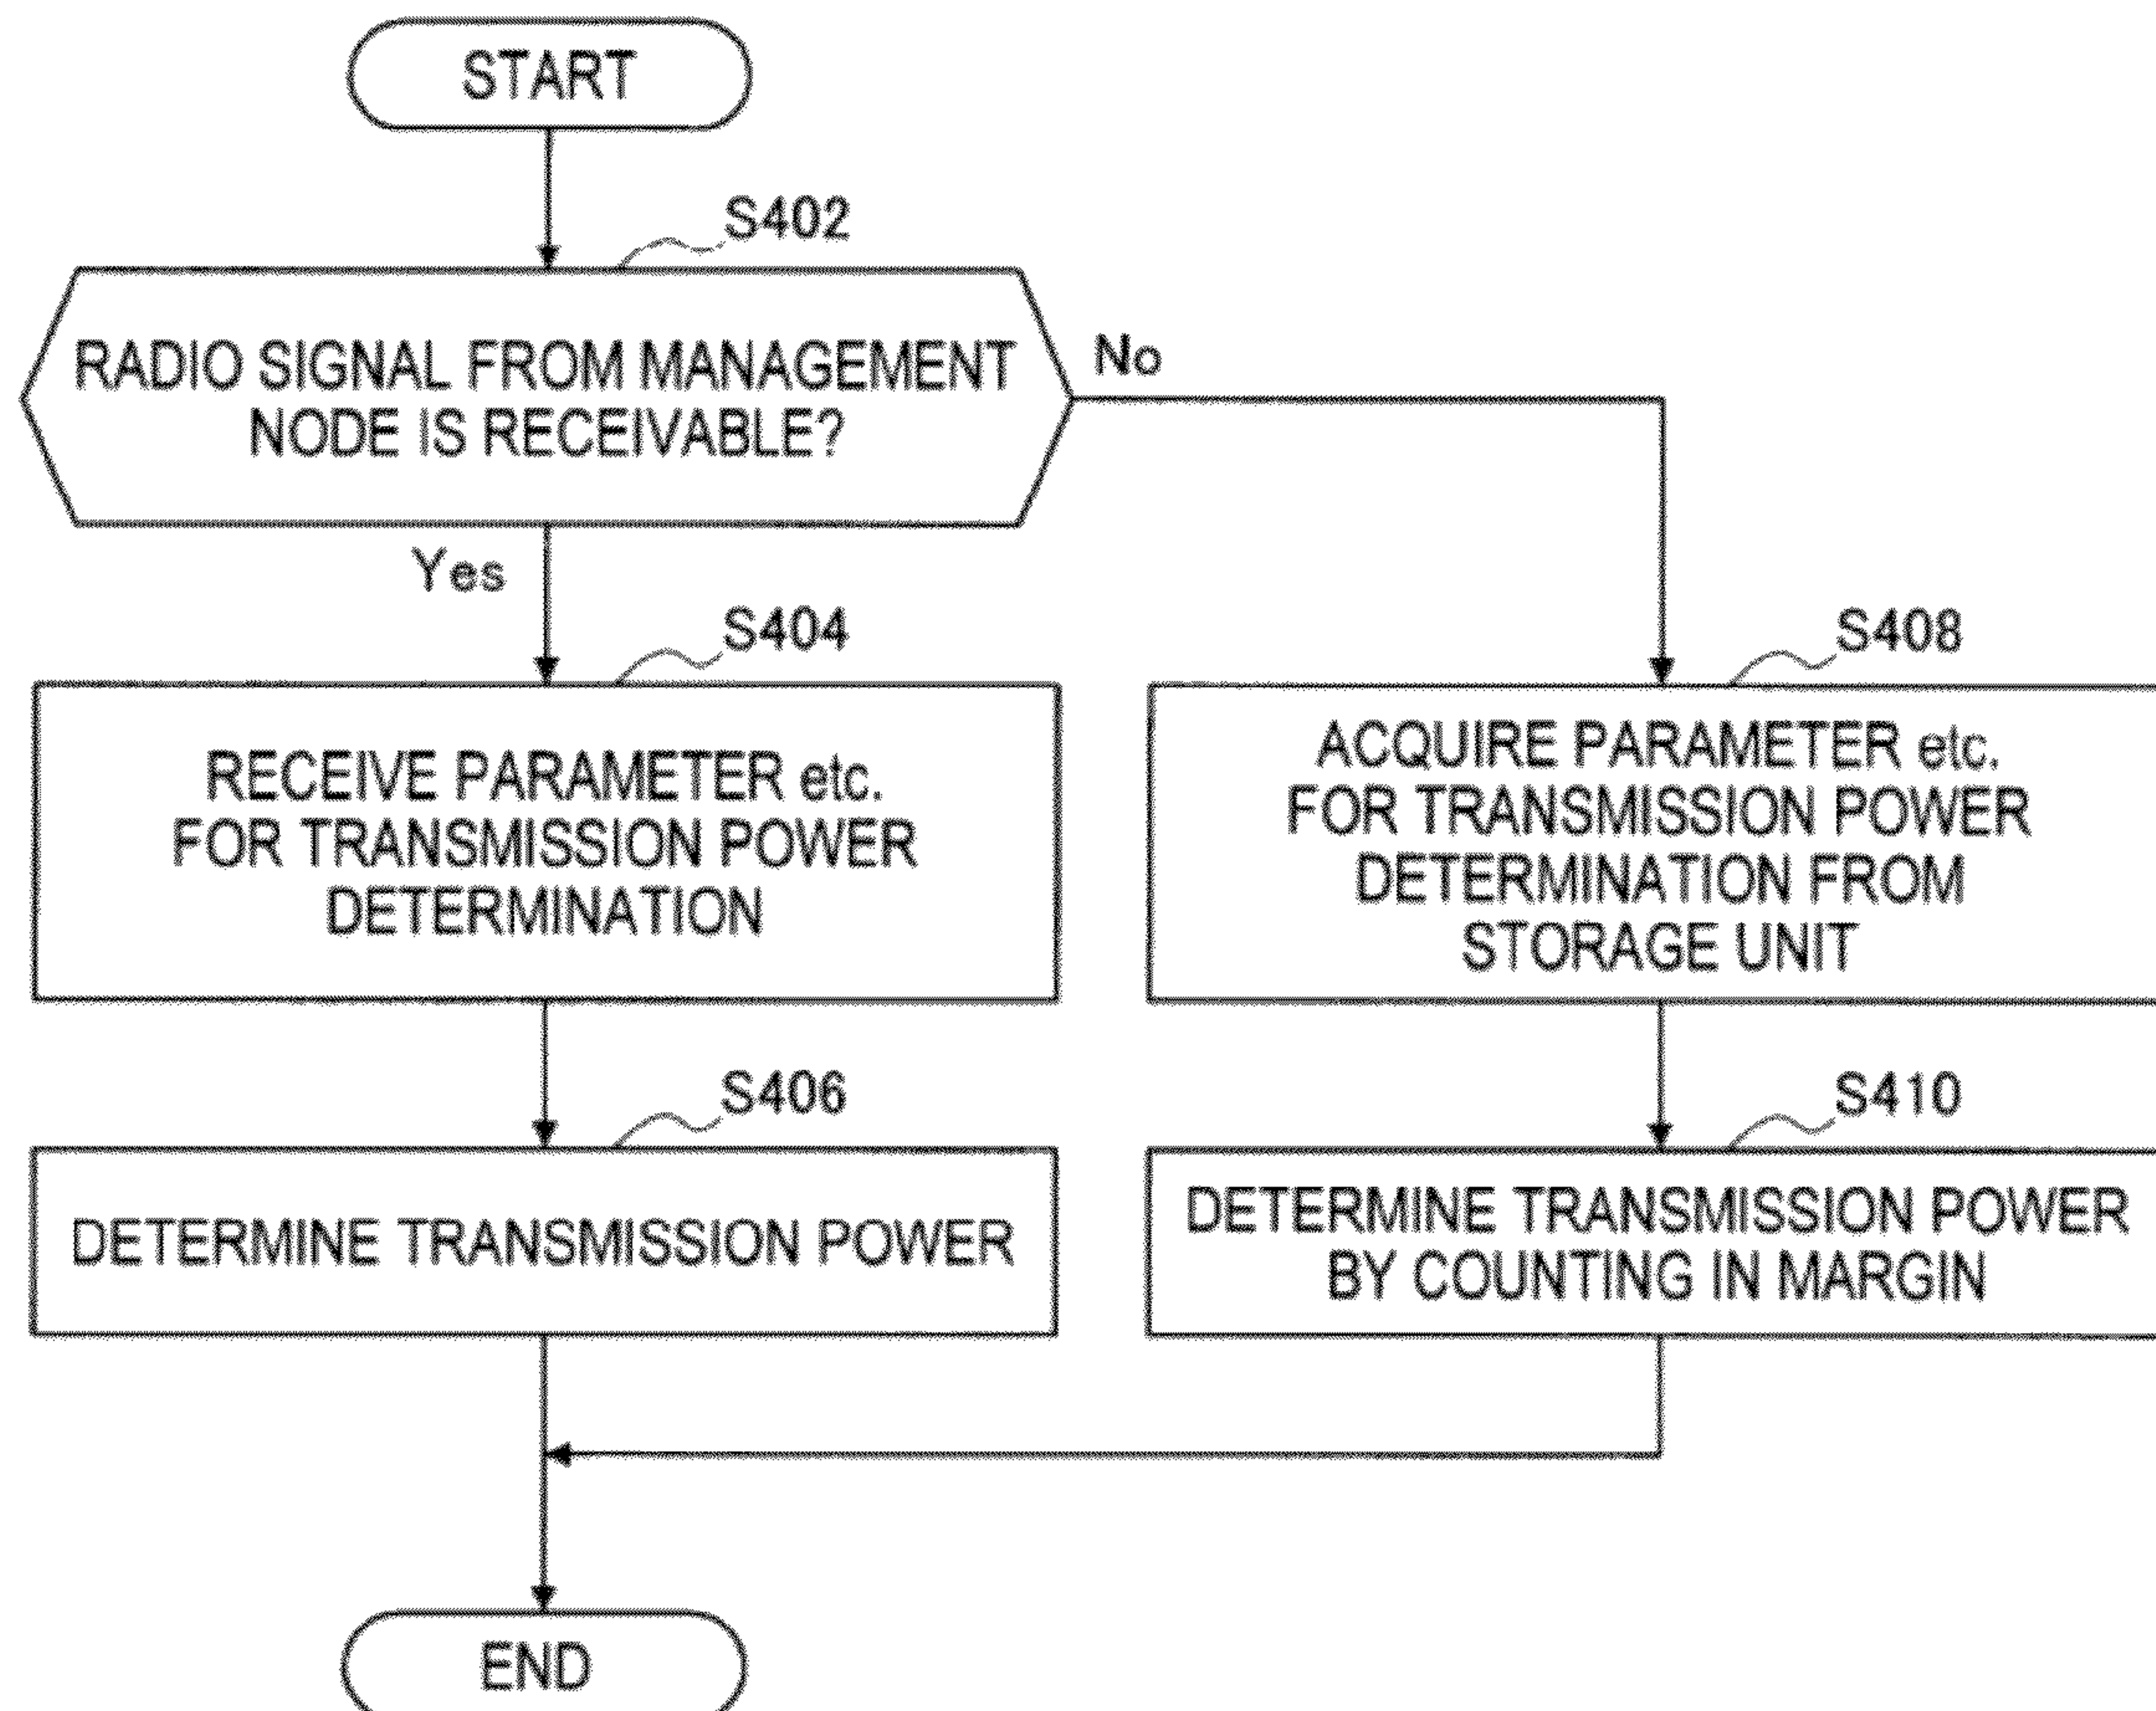 START
S402
RADIO SIGNAL FROM MANAGEMENT
NODE IS RECEIVABLE?
No
Yes
S404
RECEIVE PARAMETER etc.
FOR TRANSMISSION POWER
DETERMINATION
S408
ACQUIRE PARAMETER etc.
FOR TRANSMISSION POWER
DETERMINATION FROM
STORAGE UNIT
S406
DETERMINE TRANSMISSION POWER
S410
DETERMINE TRANSMISSION POWER
BY COUNTING IN MARGIN
END